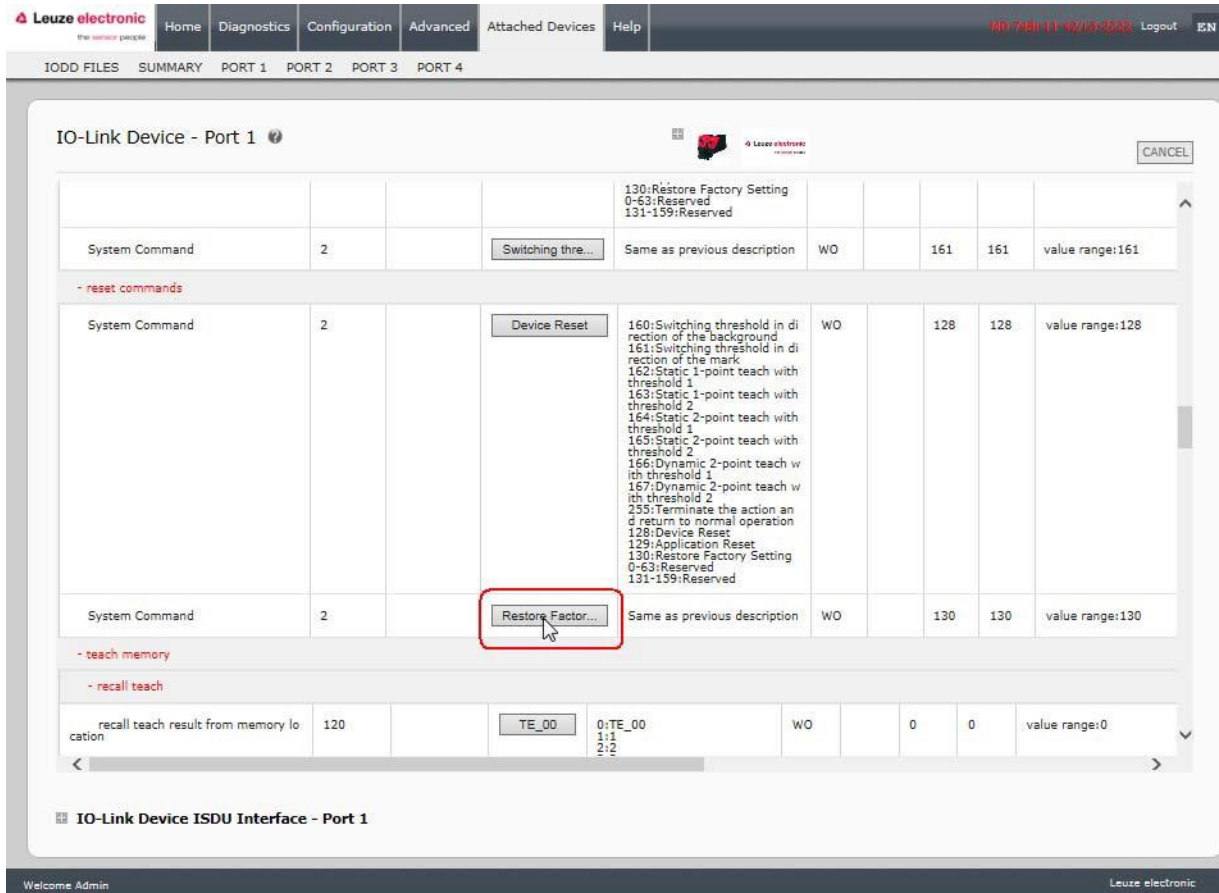 Leuze electronic
the sensor people
Home Diagnostics Configuration Advanced Attached Devices Help
Logout EN
IODD FILES SUMMARY PORT 1 PORT 2 PORT 3 PORT 4
IO-Link Device - Port 1
Leuze electronic
CANCEL
130:Restore Factory Setting
0-63:Reserved
131-159:Reserved
System Command 2 Switching thre... Same as previous description WO 161 161 value range:161
- reset commands
System Command 2 Device Reset 160:Switching threshold in di WO 128 128 value range:128
rection of the background
161:Switching threshold in di
rection of the mark
162:Static 1-point teach with
threshold 1
163:Static 1-point teach with
threshold 2
164:Static 2-point teach with
threshold 1
165:Static 2-point teach with
threshold 2
166:Dynamic 2-point teach w
ith threshold 1
167:Dynamic 2-point teach w
ith threshold 2
255:Terminate the action an
d return to normal operation
128:Device Reset
129:Application Reset
130:Restore Factory Setting
0-63:Reserved
131-159:Reserved
System Command 2 Restore Factor... Same as previous description WO 130 130 value range:130
- teach memory
- recall teach
recall teach result from memory lo 120 TE_00 0:TE_00 WO 0 0 value range:0
cation 1:1
2:2
IO-Link Device ISDU Interface - Port 1
Welcome Admin Leuze electronic